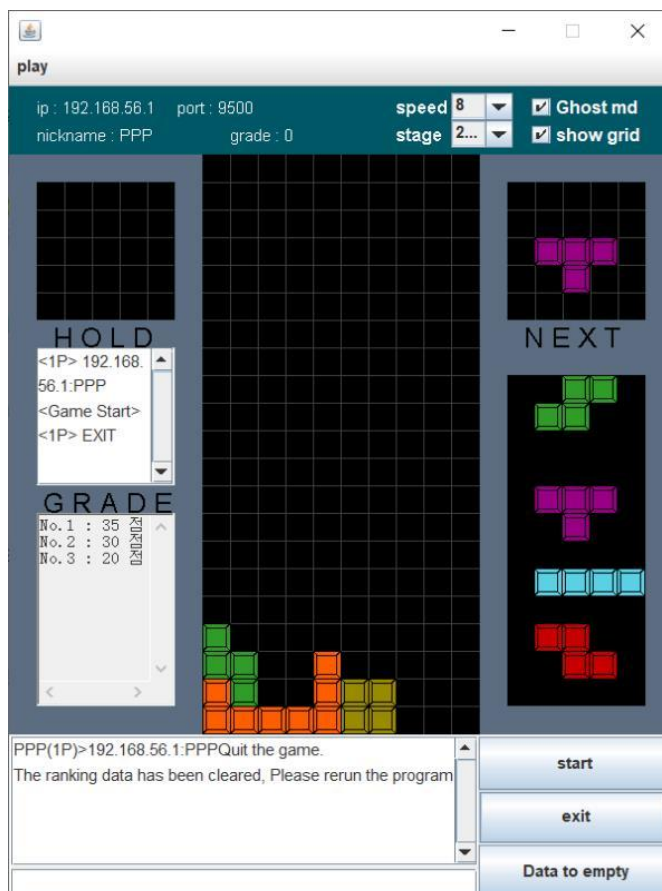 play
ip : 192.168.56.1 port : 9500 speed 8 Ghost md
nickname : PPP grade : 0 stage 2... show grid
HOLD
NEXT
<1P> 192.168.
56.1:PPP
<Game Start>
<1P> EXIT
GRADE
No.1 : 35 점
No.2 : 30 점
No.3 : 20 점
PPP(1P)>192.168.56.1:PPPQuit the game.
The ranking data has been cleared, Please rerun the program
start
exit
Data to empty